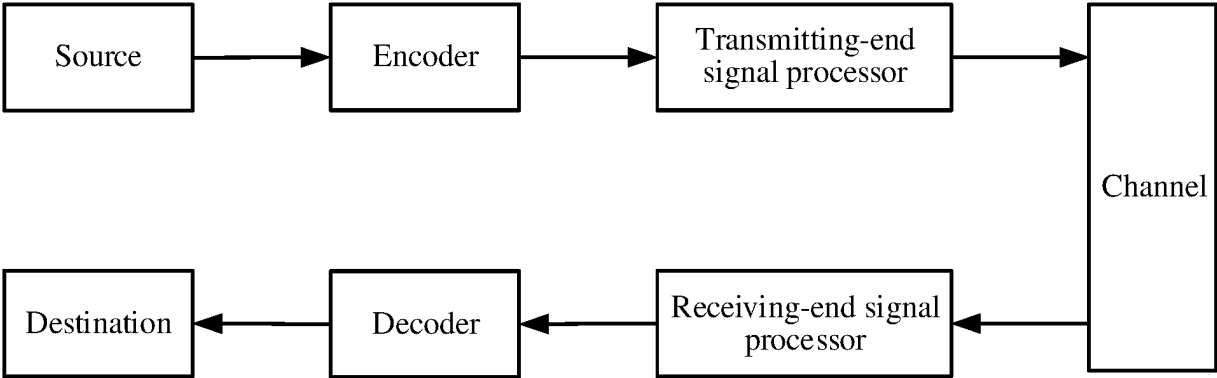 Source
Encoder
Transmitting-end
signal processor
Channel
Receiving-end signal
processor
Decoder
Destination